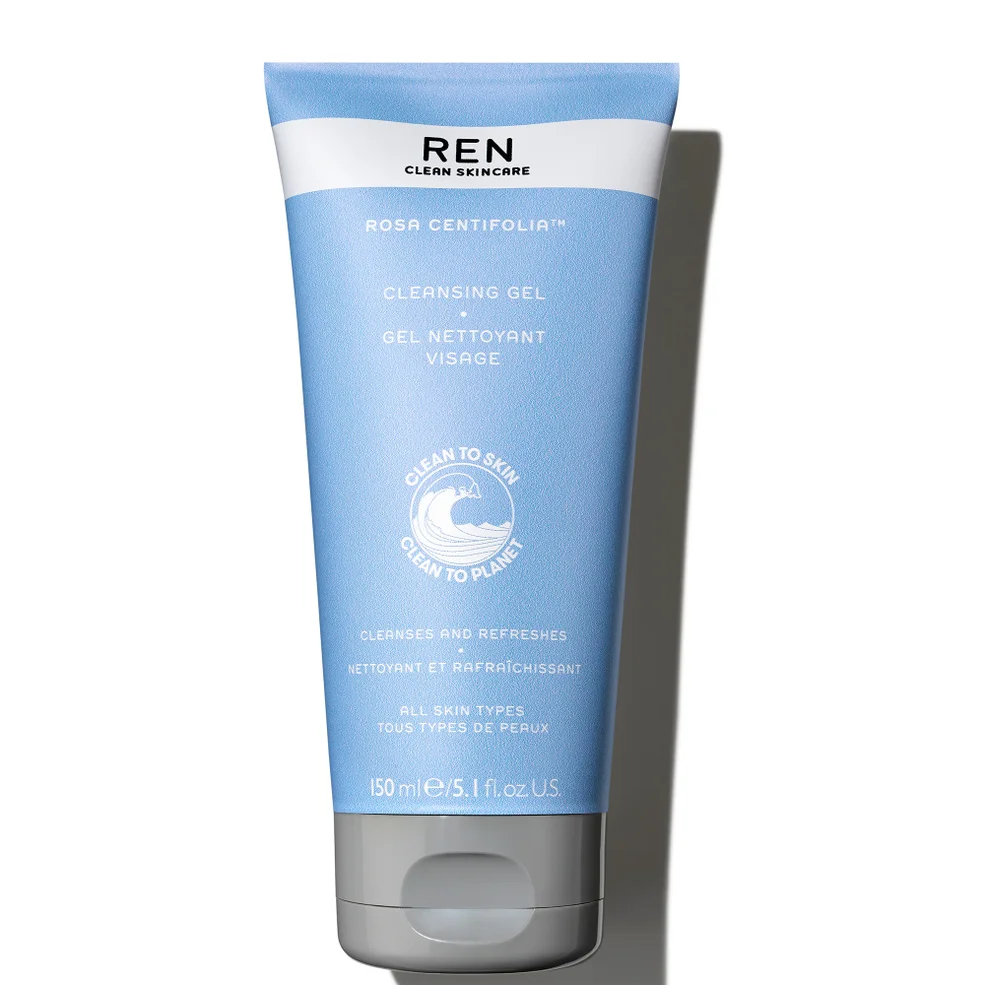 REN
CLEAN SKINCARE
ROSA CENTIFOLIA™
CLEANSING GEL
•
GEL NETTOYANT
VISAGE
CLEAN TO SKIN
CLEAN TO PLANET
CLEANSES AND REFRESHES
•
NETTOYANT ET RAFRAÎCHISSANT
ALL SKIN TYPES
TOUS TYPES DE PEAUX
150 ml℮/5.1 fl. oz. U.S.